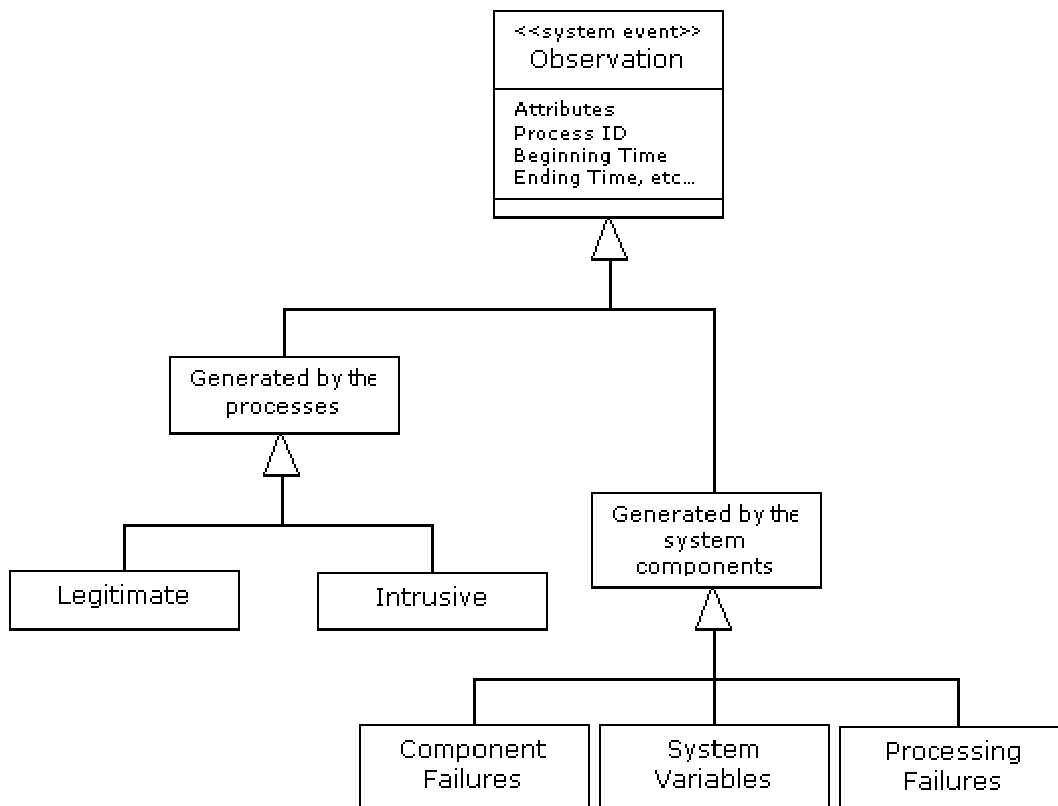 <<system event>>
Observation
Attributes
Process ID
Beginning Time
Ending Time, etc...
Generated by the
processes
Generated by the
system
components
Legitimate
Intrusive
Component
Failures
System
Variables
Processing
Failures